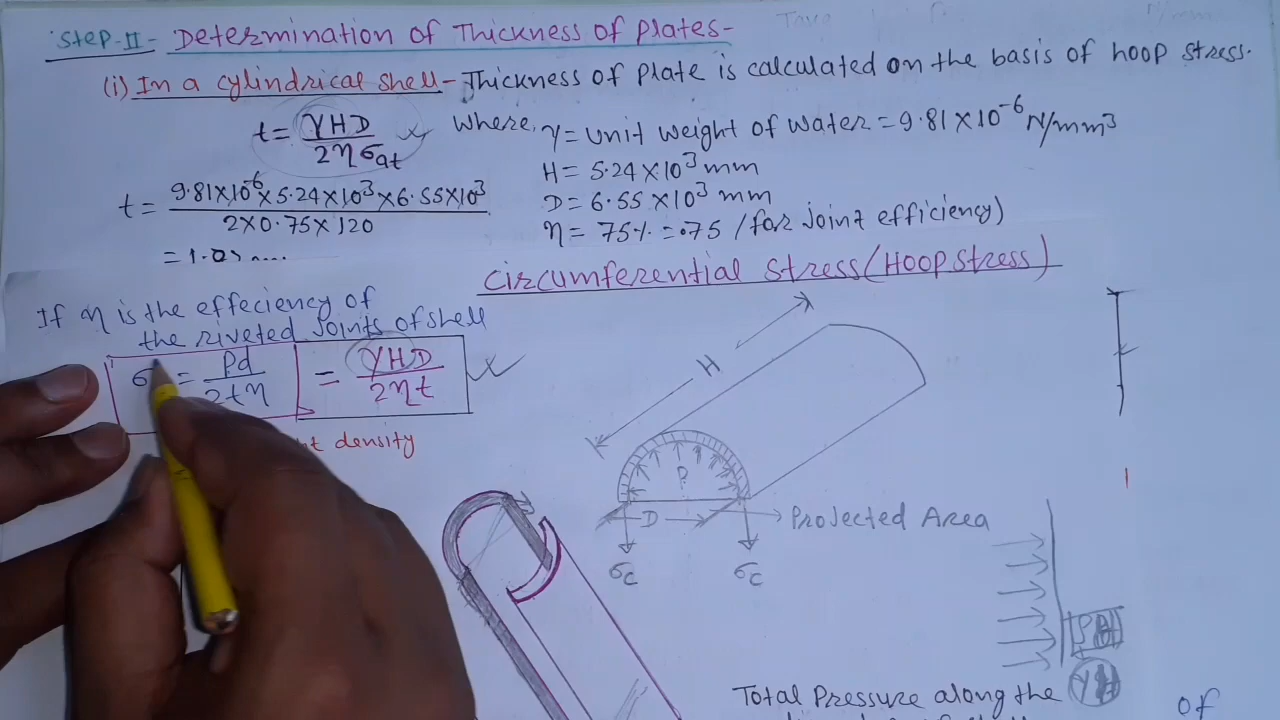 Step-II- Determination of Thickness of plates-
(i) In a cylindrical shell - Thickness of plate is calculated on the basis of hoop stress.
t = γHD / 2ησat
where, γ = unit weight of water = 9.81×10⁻⁶ N/mm³
H = 5.24×10³ mm
D = 6.55×10³ mm
η = 75% = .75 (for joint efficiency)
t = 9.81×10⁻⁶×5.24×10³×6.55×10³ / 2×0.75×120
circumferential stress (Hoop stress)
If η is the effeciency of
the riveted joints of shell
σ = Pd / 2tη = γHD / 2ηt
density
H
P
D
Projected Area
σc σc
Total Pressure along the
of